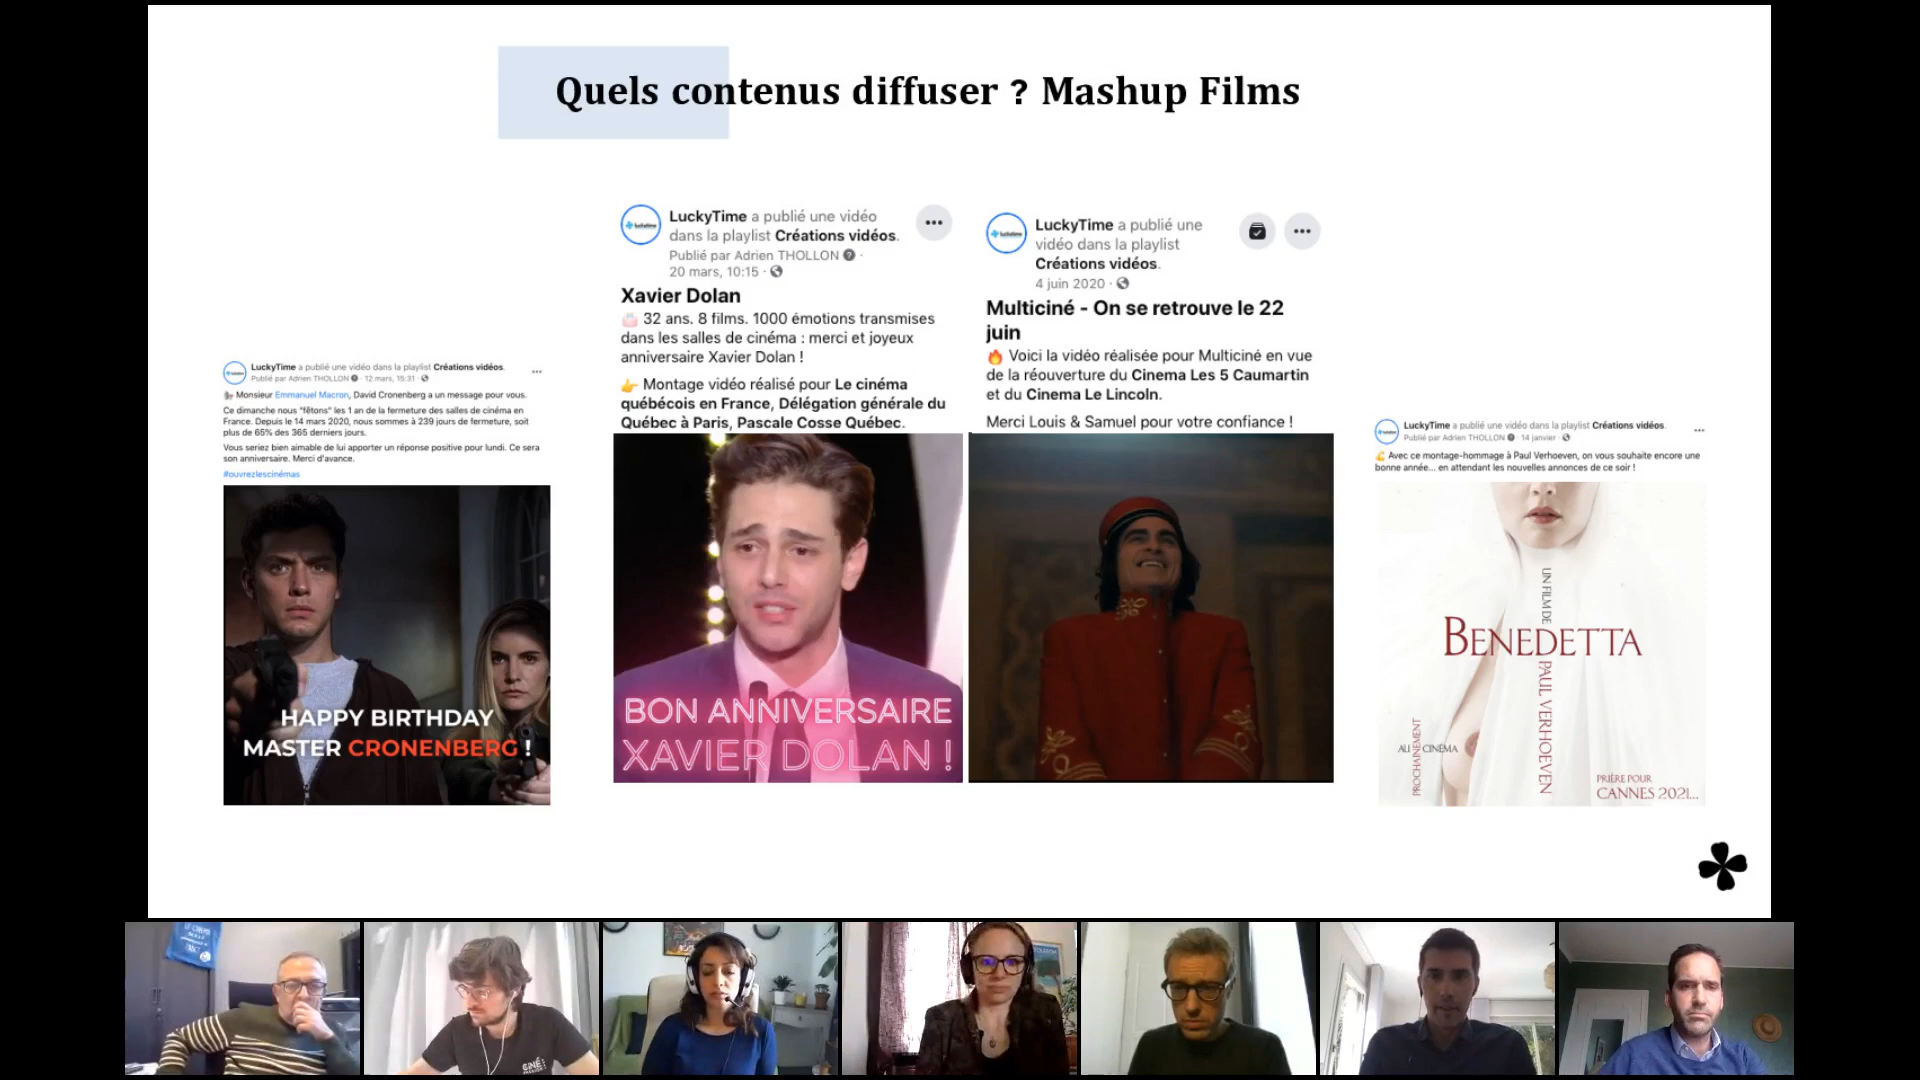 Quels contenus diffuser ? Mashup Films
LuckyTime a publié une vidéo dans la playlist Créations vidéos.
Publié par Adrien THOLLON · 12 mars, 15:31 ·
Monsieur Emmanuel Macron, David Cronenberg a un message pour vous.
Ce dimanche nous "fêtons" les 1 an de la fermeture des salles de cinéma en
France. Depuis le 14 mars 2020, nous sommes à 239 jours de fermeture, soit
plus de 65% des 365 derniers jours.
Vous seriez bien aimable de lui apporter un réponse positive pour lundi. Ce sera
son anniversaire. Merci d'avance.
#ouvrezlescinémas
HAPPY BIRTHDAY
MASTER CRONENBERG !
LuckyTime a publié une vidéo
dans la playlist Créations vidéos.
Publié par Adrien THOLLON ·
20 mars, 10:15 ·
Xavier Dolan
32 ans. 8 films. 1000 émotions transmises
dans les salles de cinéma : merci et joyeux
anniversaire Xavier Dolan !
👉 Montage vidéo réalisé pour Le cinéma
québécois en France, Délégation générale du
Québec à Paris, Pascale Cosse Québec.
BON ANNIVERSAIRE
XAVIER DOLAN !
LuckyTime a publié une
vidéo dans la playlist
Créations vidéos.
4 juin 2020 ·
Multiciné - On se retrouve le 22
juin
🔥 Voici la vidéo réalisée pour Multiciné en vue
de la réouverture du Cinema Les 5 Caumartin
et du Cinema Le Lincoln.
Merci Louis & Samuel pour votre confiance !
LuckyTime a publié une vidéo dans la playlist Créations vidéos.
Publié par Adrien THOLLON · 14 janvier ·
💪 Avec ce montage-hommage à Paul Verhoeven, on vous souhaite encore une
bonne année... en attendant les nouvelles annonces de ce soir !
UN FILM DE
BENEDETTA
PAUL VERHOEVEN
PROCHAINEMENT
AU CINÉMA
PRIÈRE POUR
CANNES 2021...